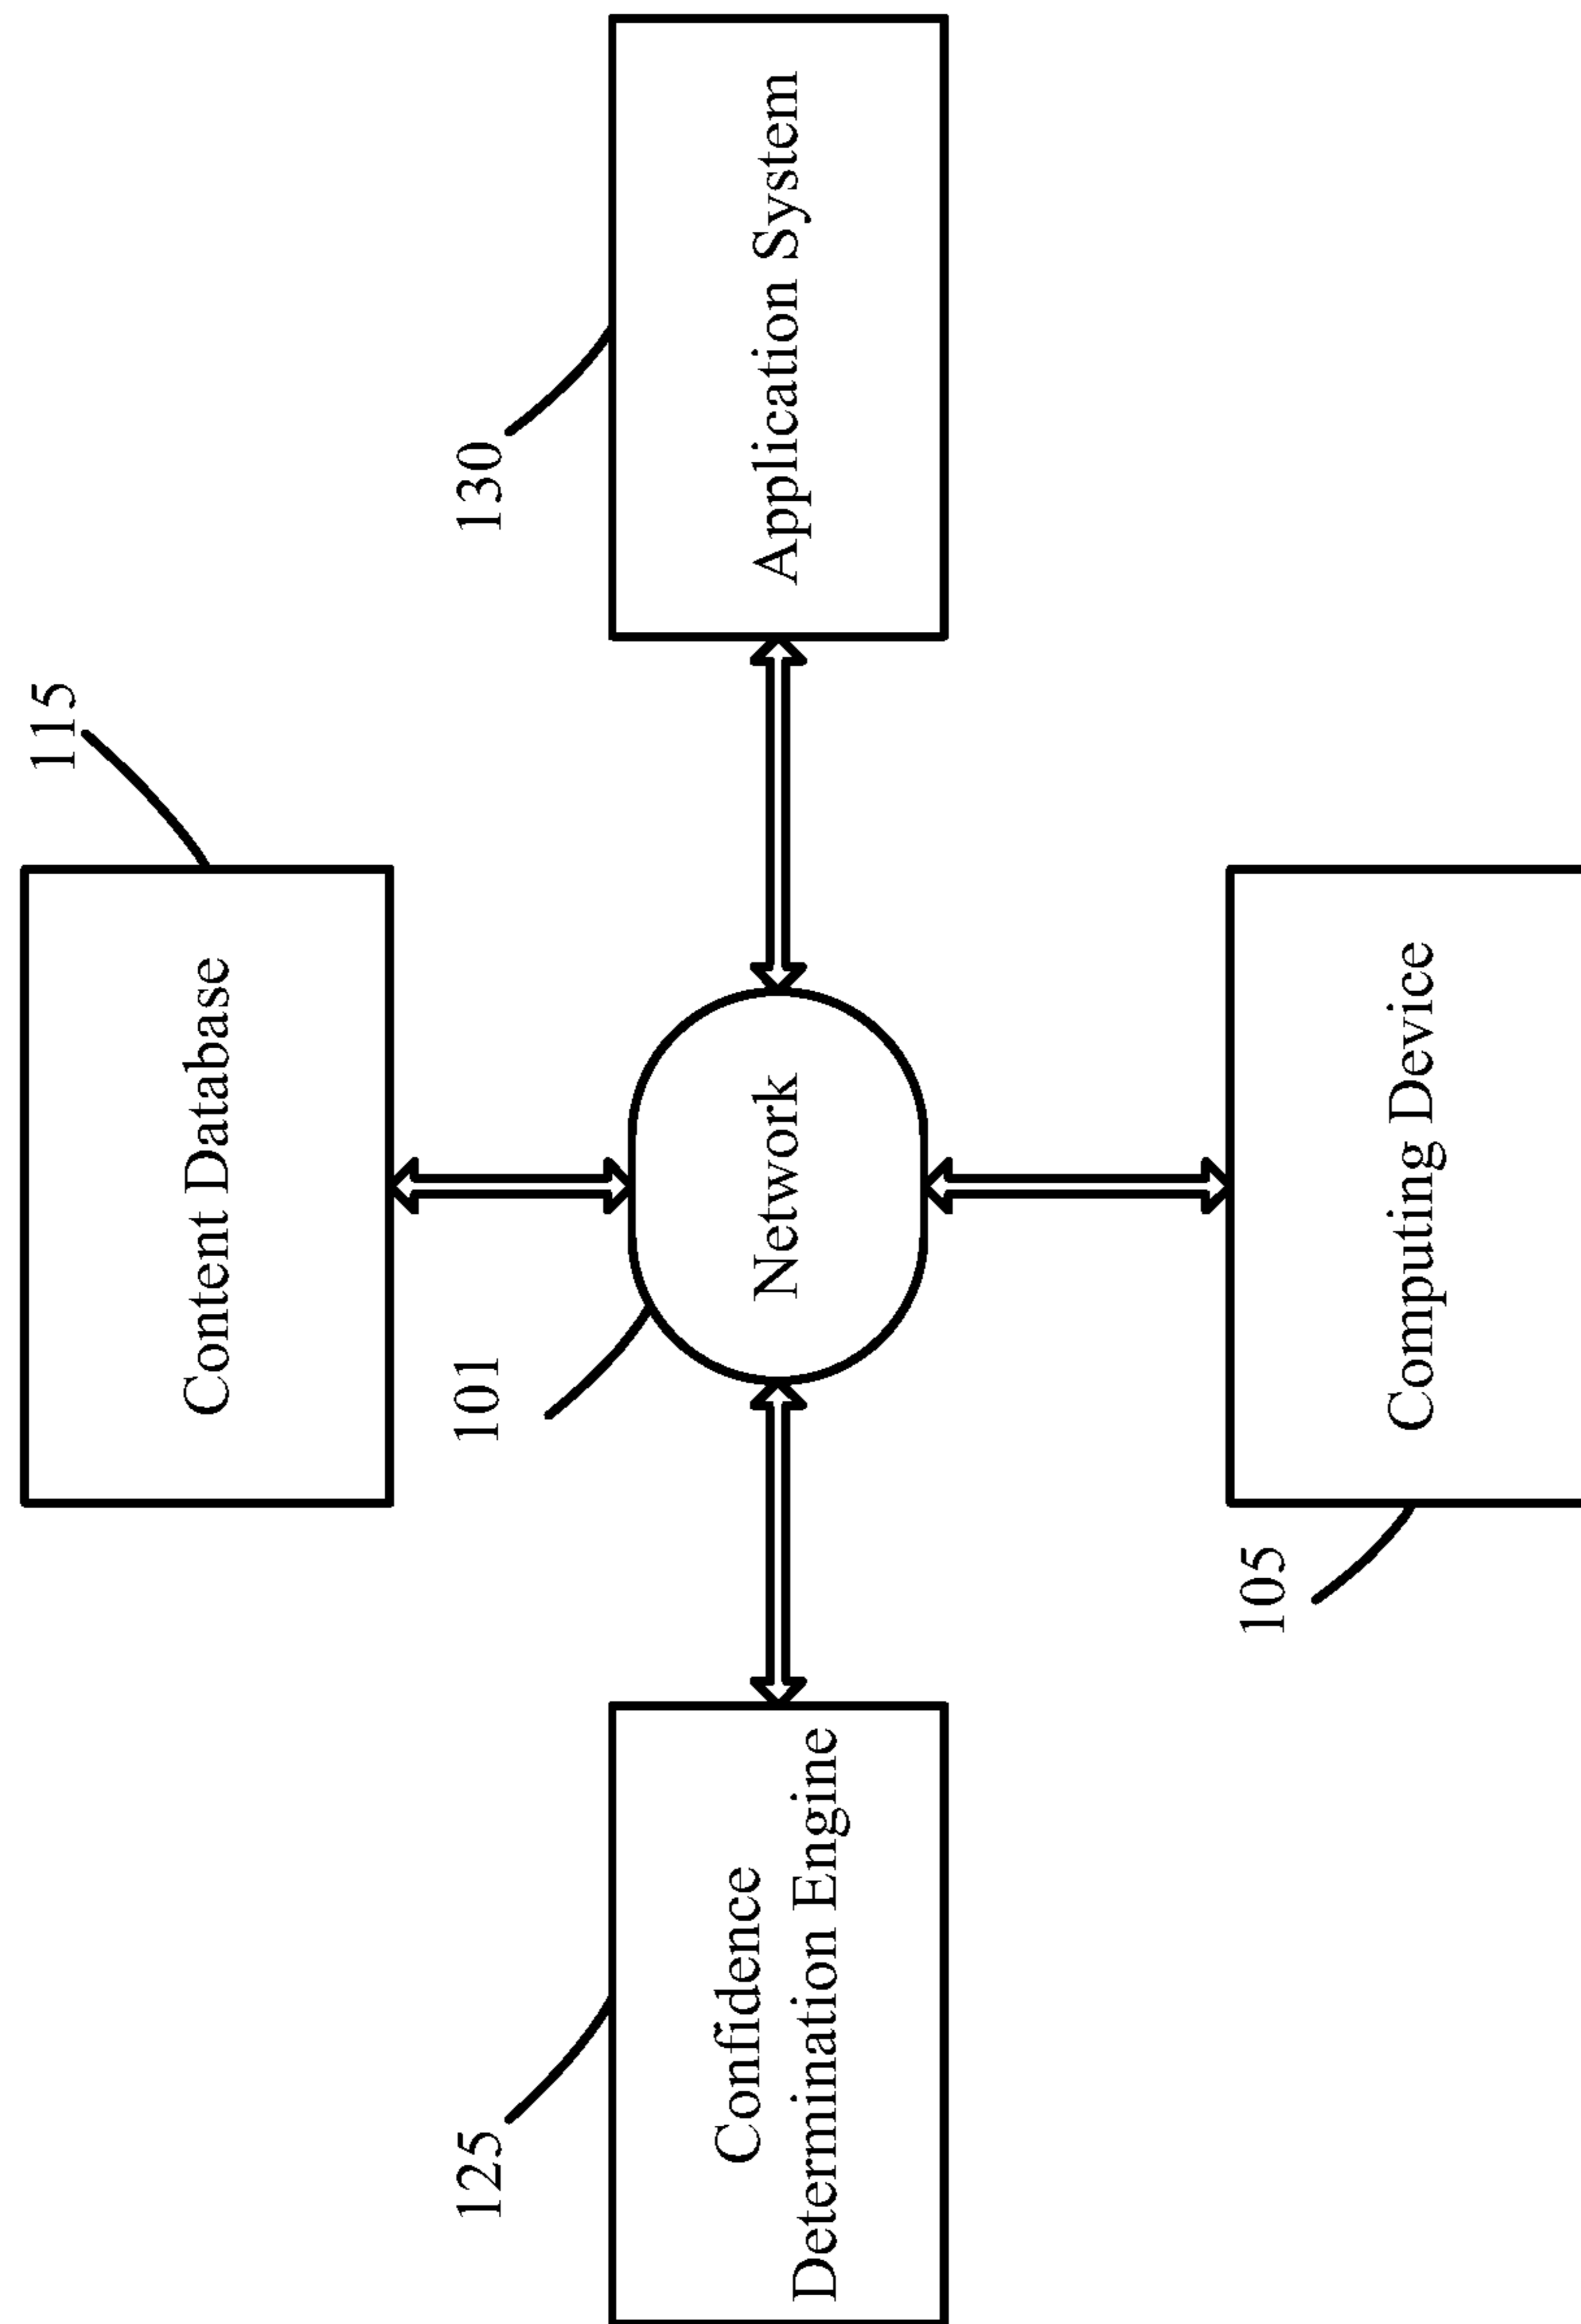 115
Content Database
125
101
130
Confidence
Determination Engine
Network
Application System
105
Computing Device